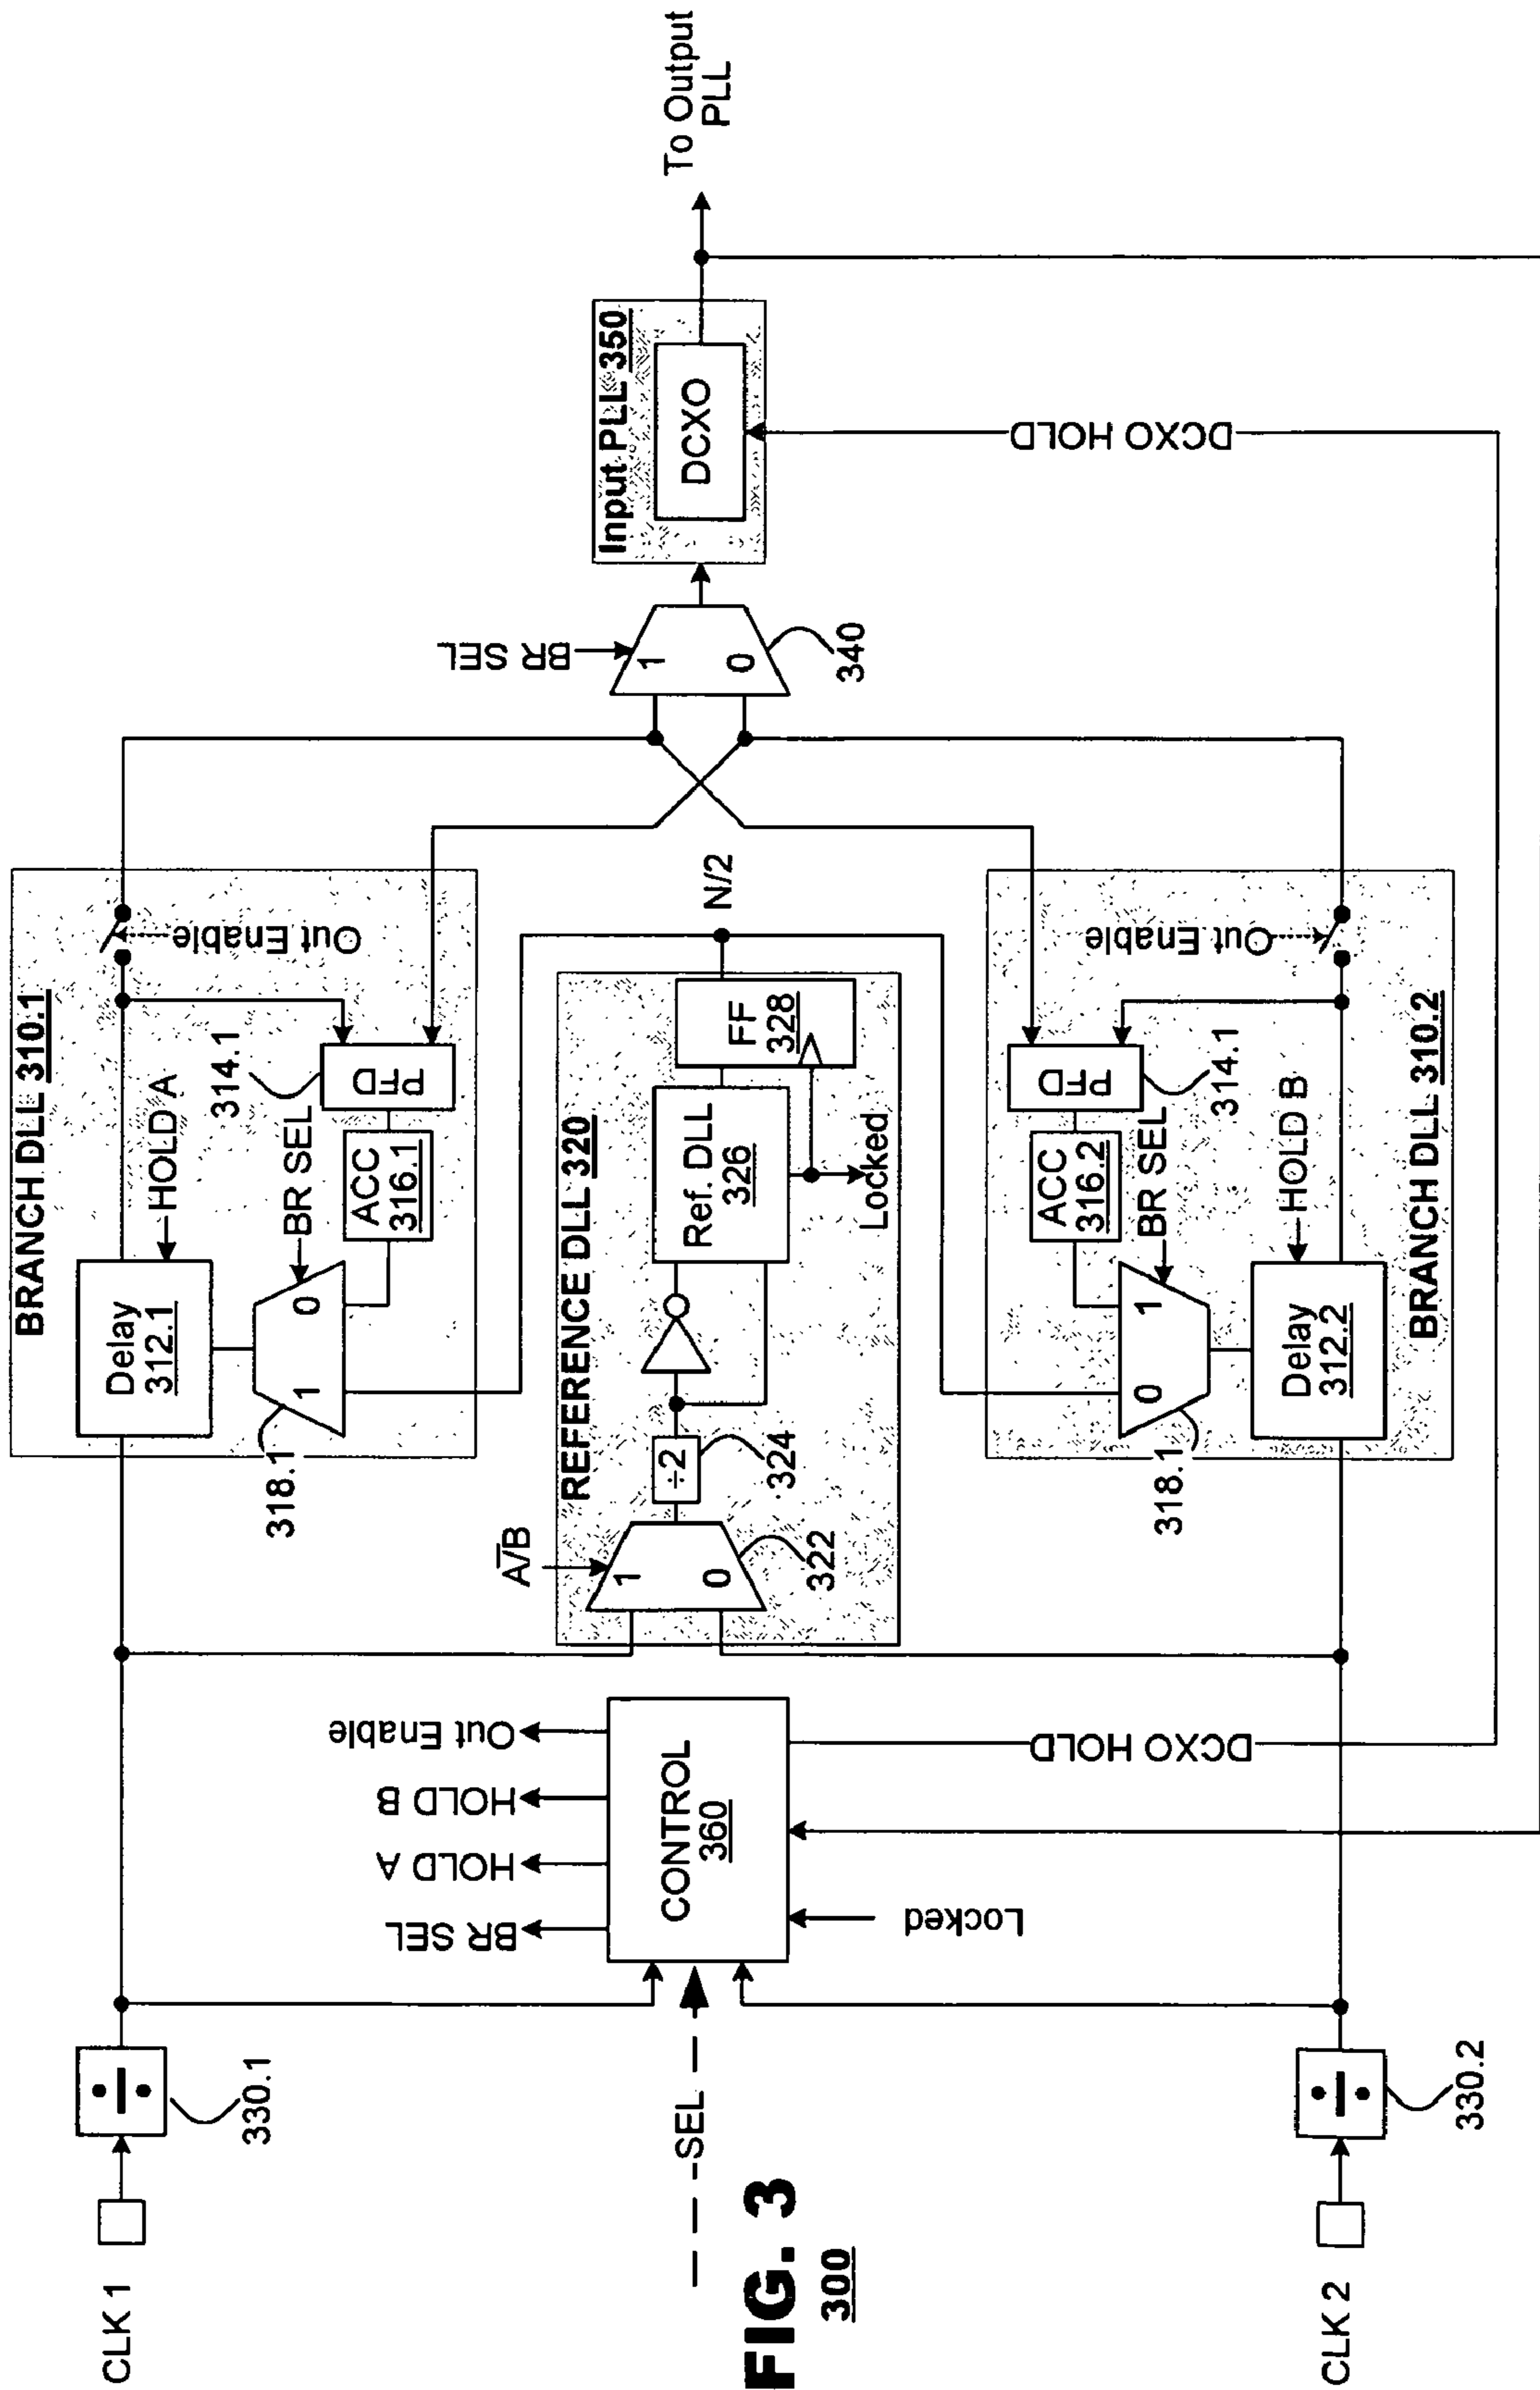 CLK 1
330.1
BRANCH DLL 310.1
Delay
312.1
HOLD A
BR SEL
1
0
318.1
ACC
316.1
PFD
314.1
Out Enable
SEL
CONTROL
360
BR SEL
HOLD A
HOLD B
Out Enable
Locked
DCXO HOLD
REFERENCE DLL 320
A/B
1
0
322
÷2
324
Ref. DLL
326
Locked
FF
328
N/2
BR SEL
1
0
340
Input PLL 350
DCXO
DCXO HOLD
To Output
PLL
CLK 2
330.2
BRANCH DLL 310.2
Delay
312.2
HOLD B
BR SEL
0
1
318.1
ACC
316.2
PFD
314.1
Out Enable
FIG. 3
300